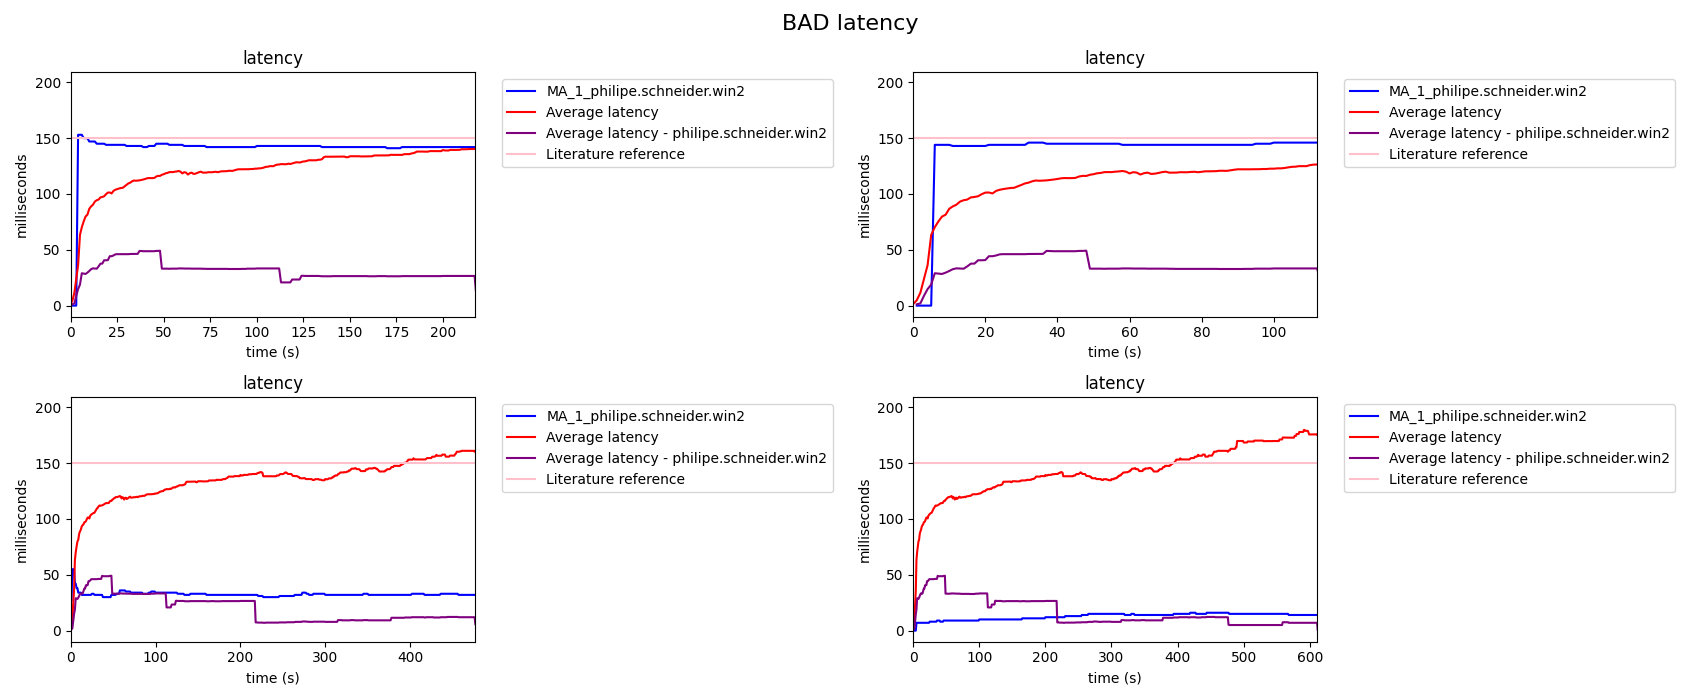 BAD latency
latency
200
150
100
50
0
milliseconds
0 25 50 75 100 125 150 175 200
time (s)
MA_1_philipe.schneider.win2
Average latency
Average latency - philipe.schneider.win2
Literature reference
latency
200
150
100
50
0
milliseconds
0 20 40 60 80 100
time (s)
MA_1_philipe.schneider.win2
Average latency
Average latency - philipe.schneider.win2
Literature reference
latency
200
150
100
50
0
milliseconds
0 100 200 300 400
time (s)
MA_1_philipe.schneider.win2
Average latency
Average latency - philipe.schneider.win2
Literature reference
latency
200
150
100
50
0
milliseconds
0 100 200 300 400 500 600
time (s)
MA_1_philipe.schneider.win2
Average latency
Average latency - philipe.schneider.win2
Literature reference